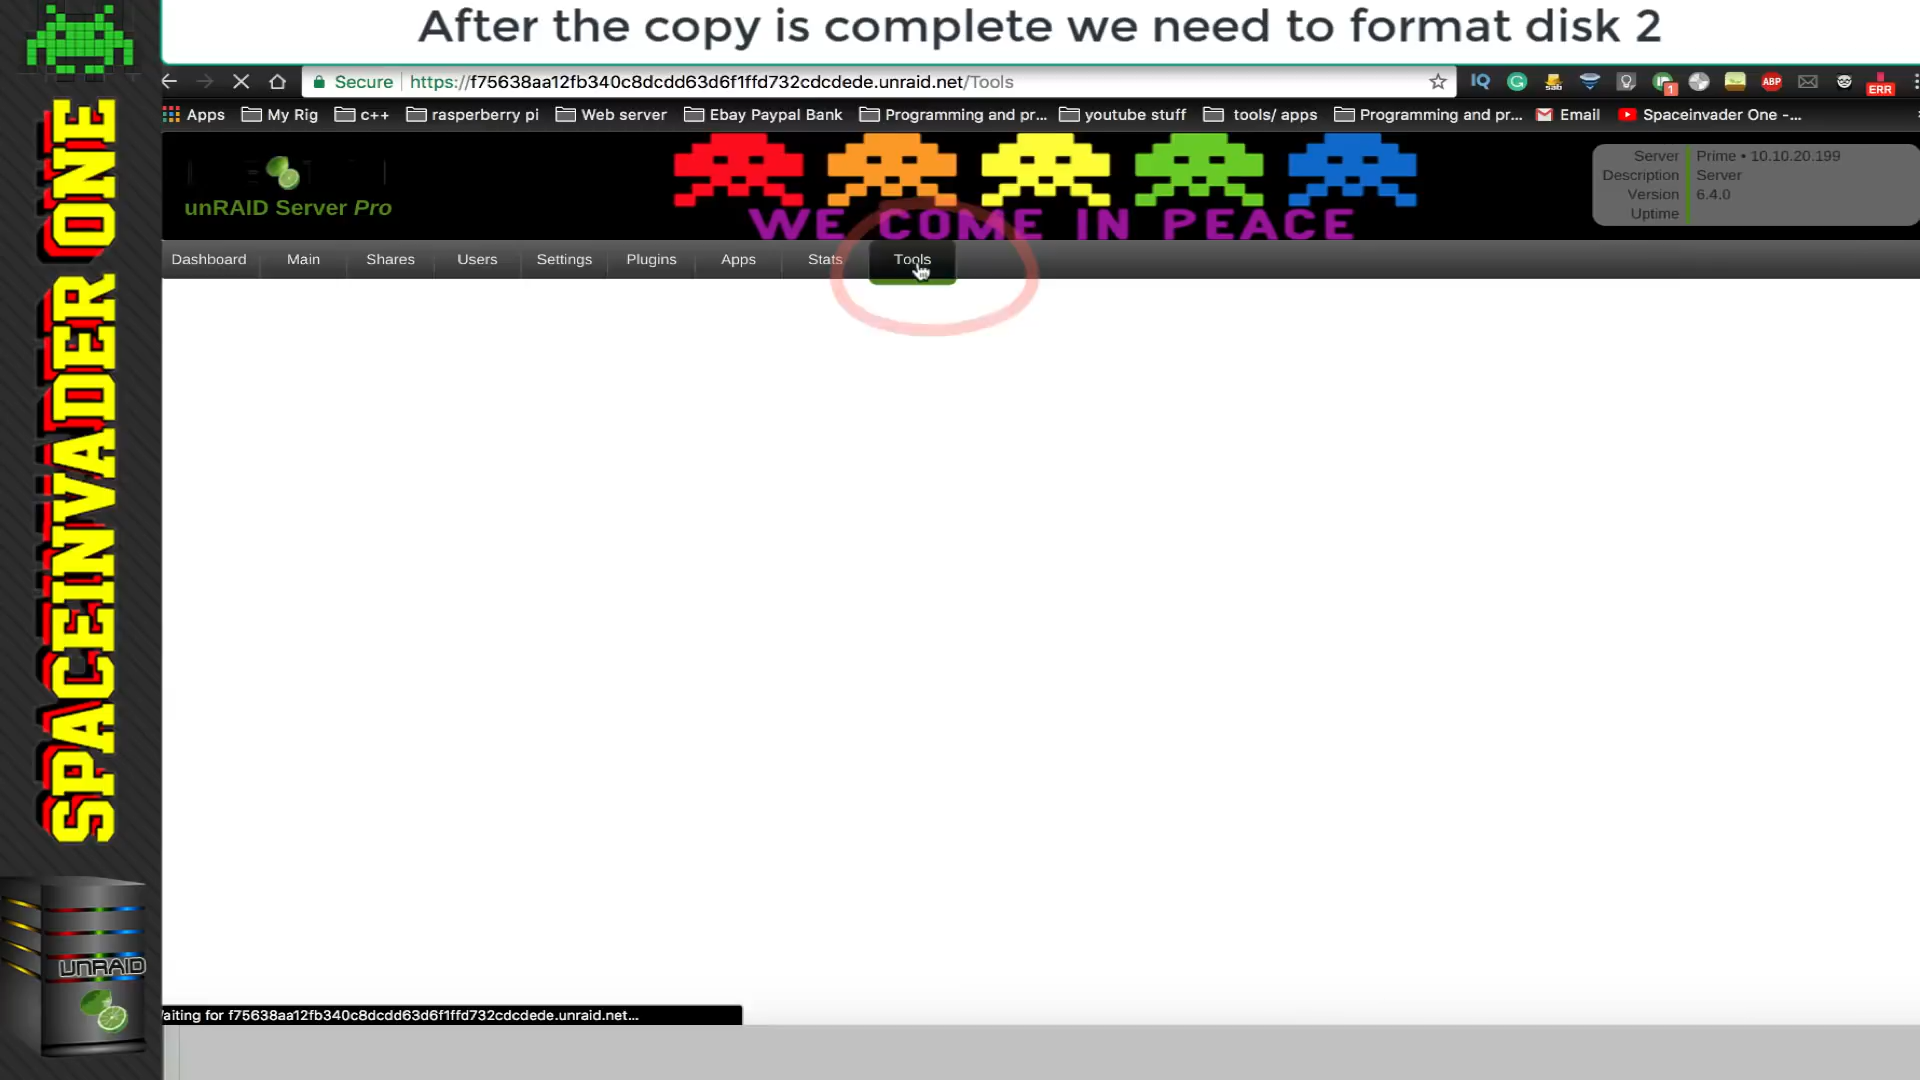 After the copy is complete we need to format disk 2
Secure https://f75638aa12fb340c8dcdd63d6f1ffd732cdcdede.unraid.net/Tools
sab 1 ABP ERR
Apps My Rig c++ rasperberry pi Web server Ebay Paypal Bank Programming and pr... youtube stuff tools/ apps Programming and pr... Email Spaceinvader One -...
unRAID Server Pro
WE COME IN PEACE
Server Prime • 10.10.20.199
Description Server
Version 6.4.0
Uptime
Dashboard Main Shares Users Settings Plugins Apps Stats Tools
SPACEINVADER ONE
UNRAID
aiting for f75638aa12fb340c8dcdd63d6f1ffd732cdcdede.unraid.net...